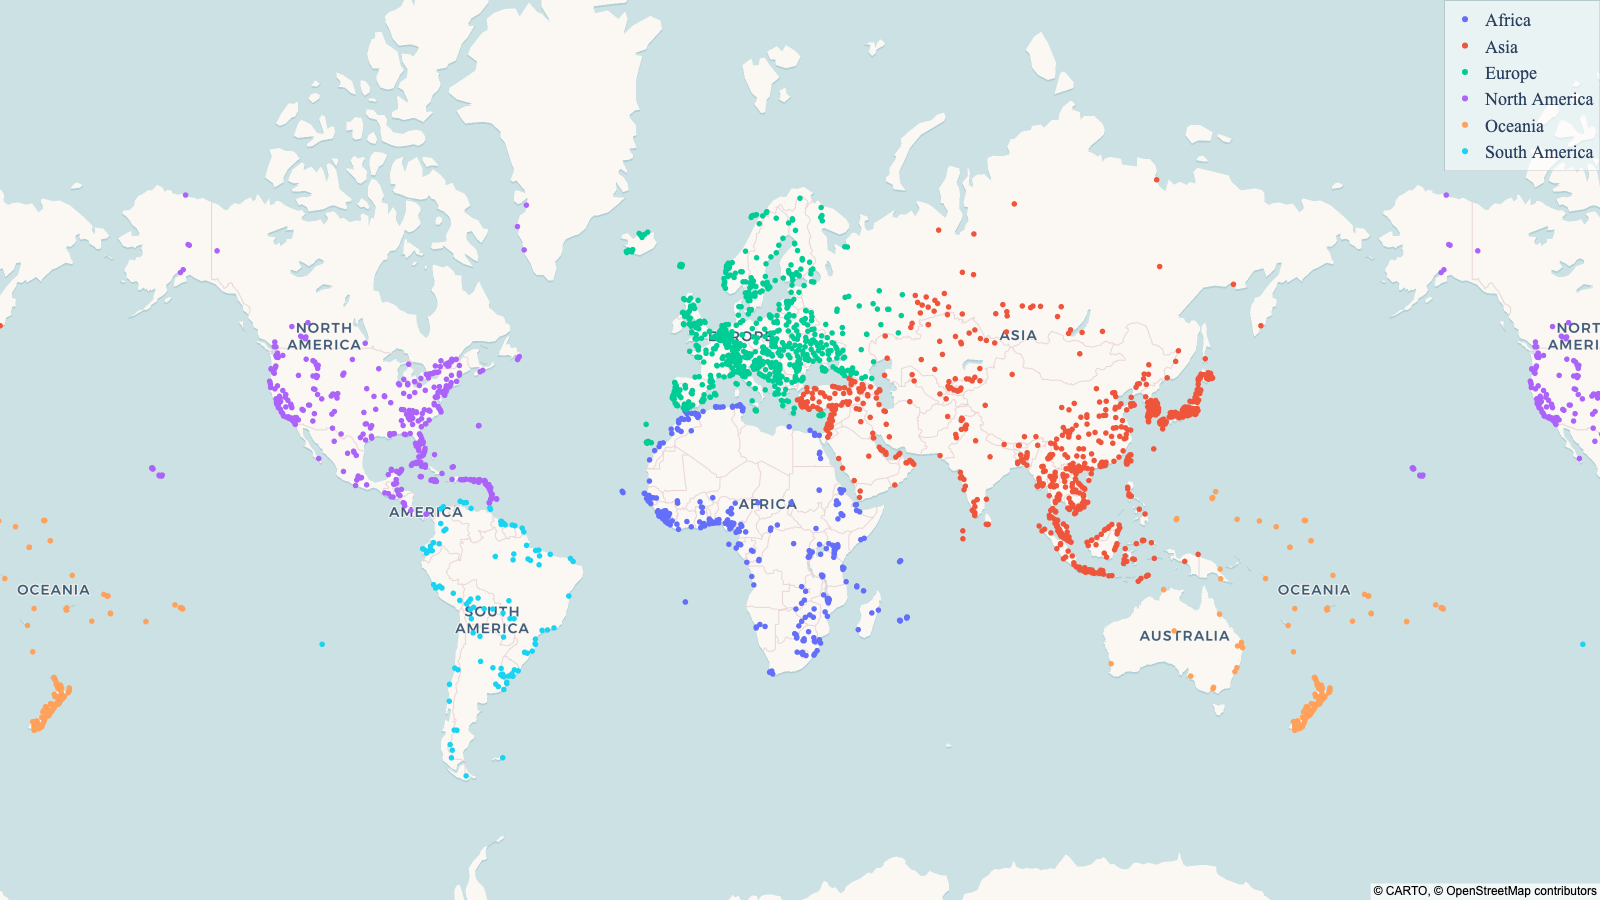 Africa
Asia
Europe
North America
Oceania
South America
NORTH
AMERICA
EUROPE
ASIA
NORT
AMERI
AMERICA
AFRICA
OCEANIA
OCEANIA
SOUTH
AMERICA
AUSTRALIA
© CARTO, © OpenStreetMap contributors